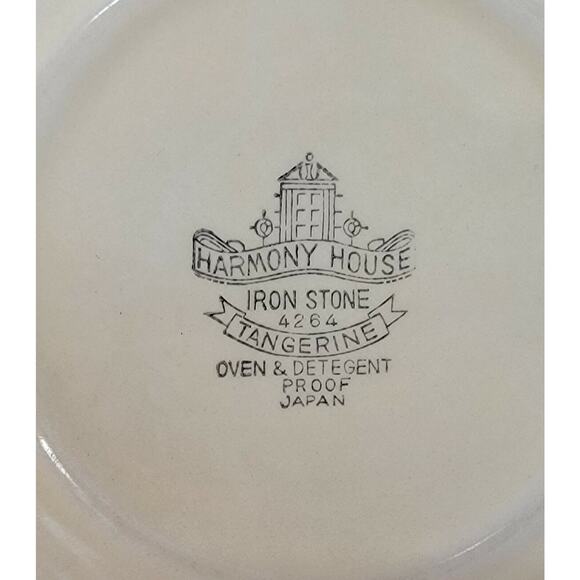 HARMONY HOUSE
IRON STONE
4264
TANGERINE
OVEN & DETEGENT
PROOF
JAPAN